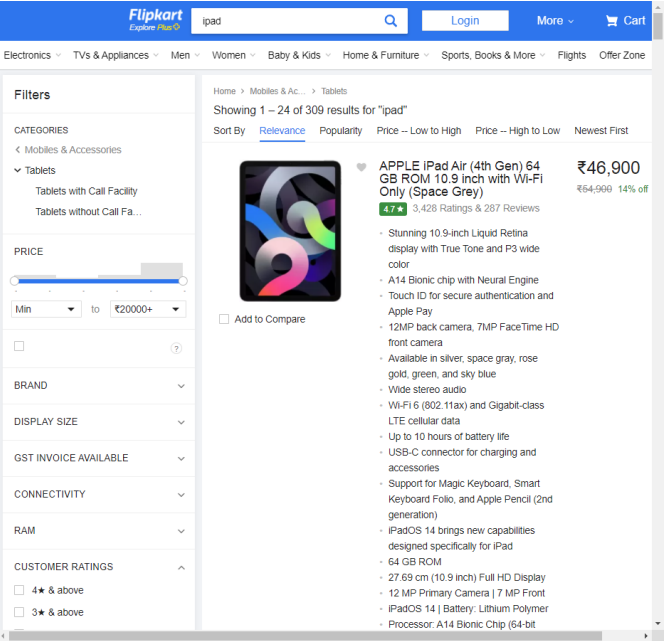 Flipkart
Explore Plus
ipad
Login
More
Cart
Electronics
TVs & Appliances
Men
Women
Baby & Kids
Home & Furniture
Sports, Books & More
Flights
Offer Zone
Filters
CATEGORIES
Mobiles & Accessories
Tablets
Tablets with Call Facility
Tablets without Call Fa...
PRICE
Min
to
₹20000+
?
BRAND
DISPLAY SIZE
GST INVOICE AVAILABLE
CONNECTIVITY
RAM
CUSTOMER RATINGS
4★ & above
3★ & above
Home > Mobiles & Ac... > Tablets
Showing 1 – 24 of 309 results for "ipad"
Sort By Relevance Popularity Price -- Low to High Price -- High to Low Newest First
Add to Compare
APPLE iPad Air (4th Gen) 64
GB ROM 10.9 inch with Wi-Fi
Only (Space Grey)
4.7★ 3,428 Ratings & 287 Reviews
Stunning 10.9-inch Liquid Retina
display with True Tone and P3 wide
color
A14 Bionic chip with Neural Engine
Touch ID for secure authentication and
Apple Pay
12MP back camera, 7MP FaceTime HD
front camera
Available in silver, space gray, rose
gold, green, and sky blue
Wide stereo audio
Wi-Fi 6 (802.11ax) and Gigabit-class
LTE cellular data
Up to 10 hours of battery life
USB-C connector for charging and
accessories
Support for Magic Keyboard, Smart
Keyboard Folio, and Apple Pencil (2nd
generation)
iPadOS 14 brings new capabilities
designed specifically for iPad
64 GB ROM
27.69 cm (10.9 inch) Full HD Display
12 MP Primary Camera | 7 MP Front
iPadOS 14 | Battery: Lithium Polymer
Processor: A14 Bionic Chip (64-bit
₹46,900
₹54,900 14% off